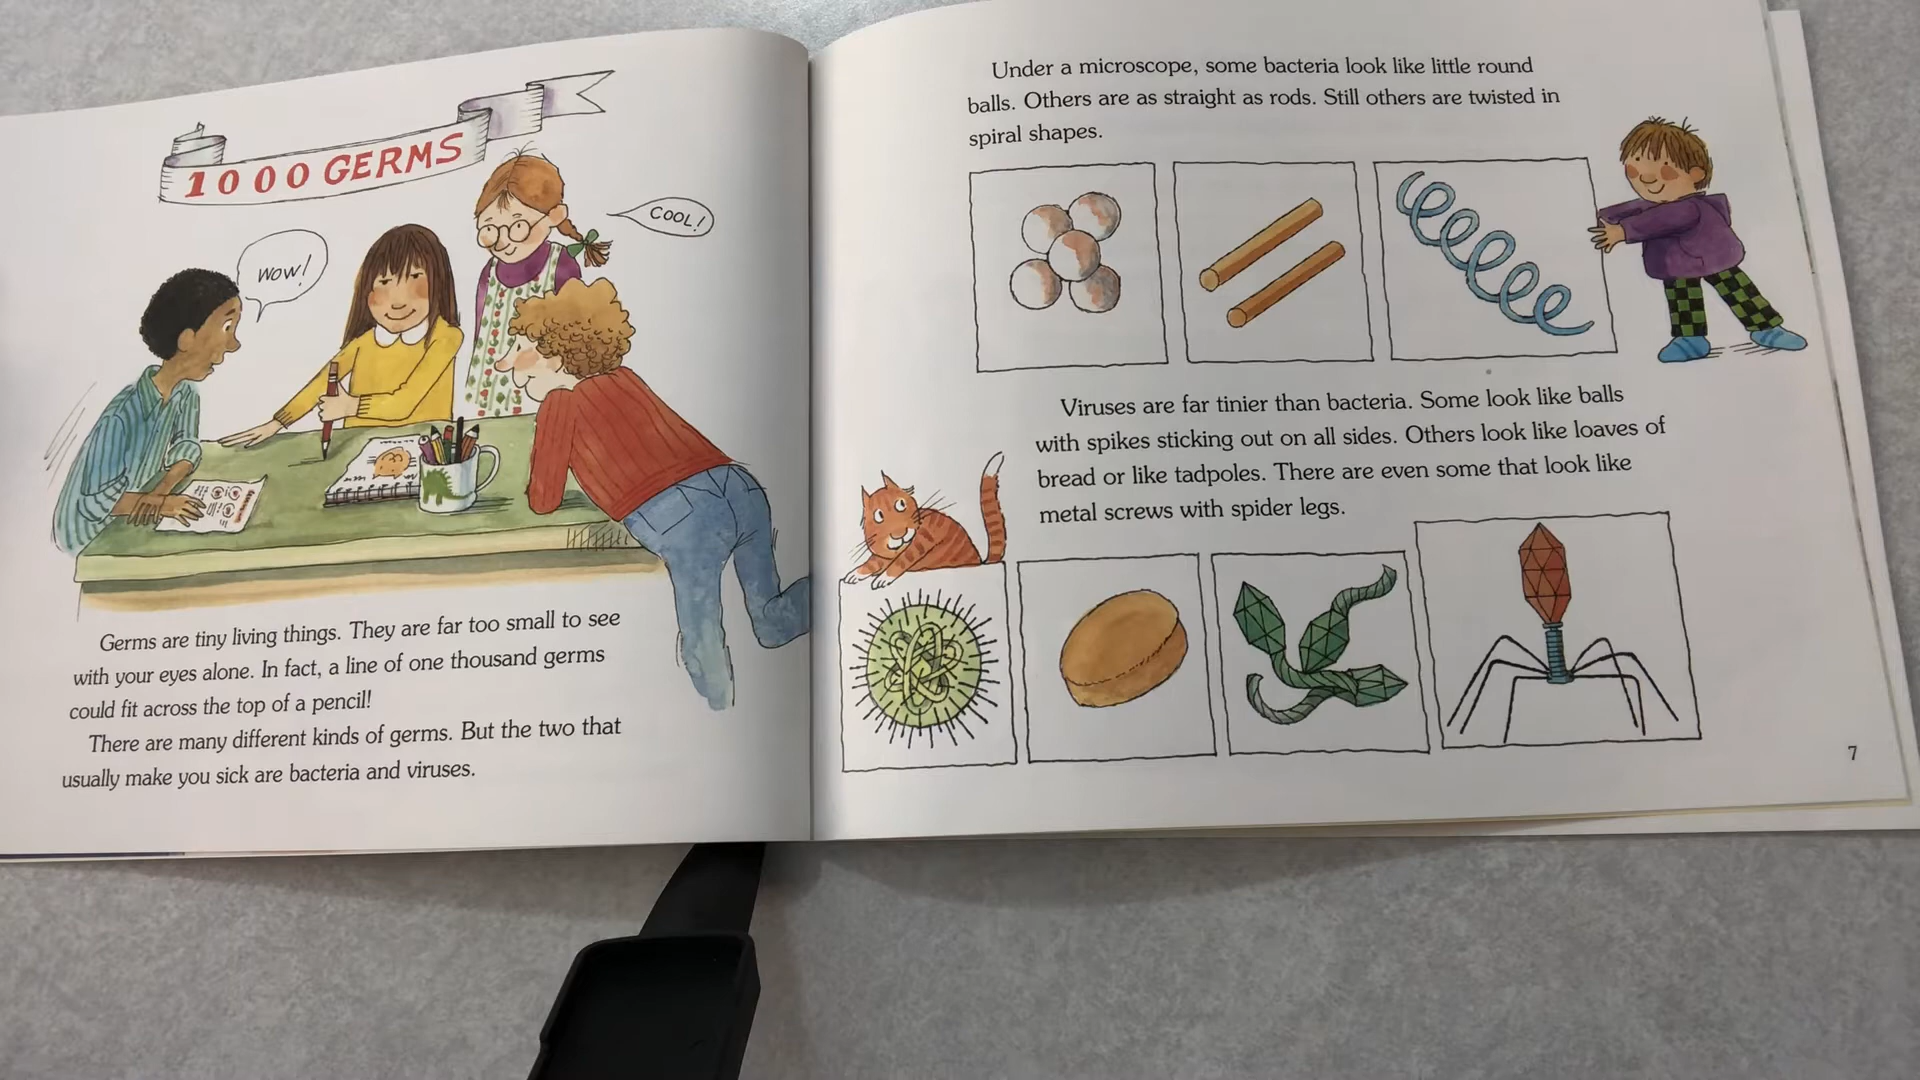 1000 GERMS
WOW!
COOL!
Germs are tiny living things. They are far too small to see
with your eyes alone. In fact, a line of one thousand germs
could fit across the top of a pencil!
There are many different kinds of germs. But the two that
usually make you sick are bacteria and viruses.
Under a microscope, some bacteria look like little round
balls. Others are as straight as rods. Still others are twisted in
spiral shapes.
Viruses are far tinier than bacteria. Some look like balls
with spikes sticking out on all sides. Others look like loaves of
bread or like tadpoles. There are even some that look like
metal screws with spider legs.
7